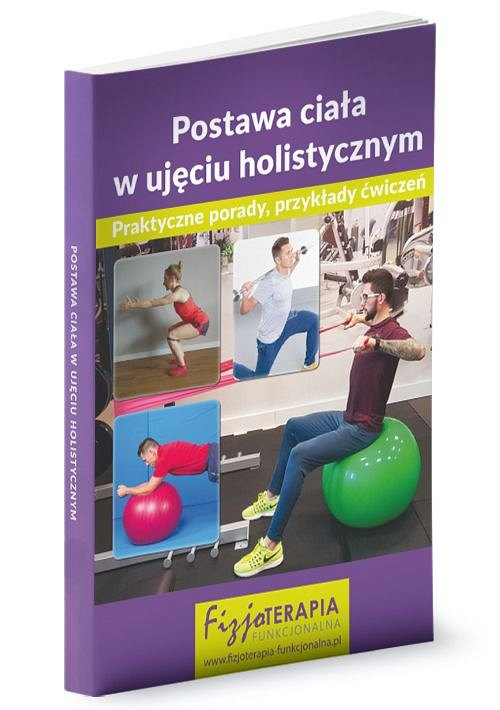 Postawa ciała
w ujęciu holistycznym
Praktyczne porady, przykłady ćwiczeń
POSTAWA CIAŁA W UJĘCIU HOLISTYCZNYM
FizjoTERAPIA
FUNKCJONALNA
www.fizjoterapia-funkcjonalna.pl